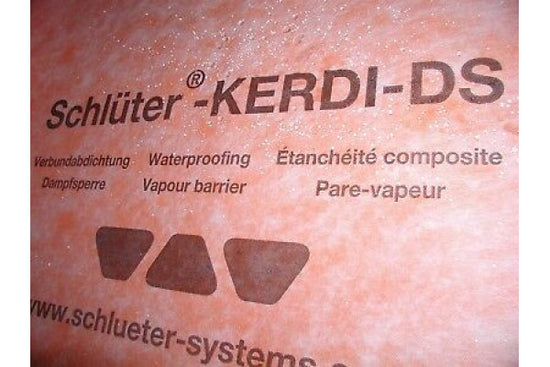 Schlüter®-KERDI-DS
Verbundabdichtung Waterproofing Étanchéité composite
Dampfsperre Vapour barrier Pare-vapeur
www.schlueter-systems.c